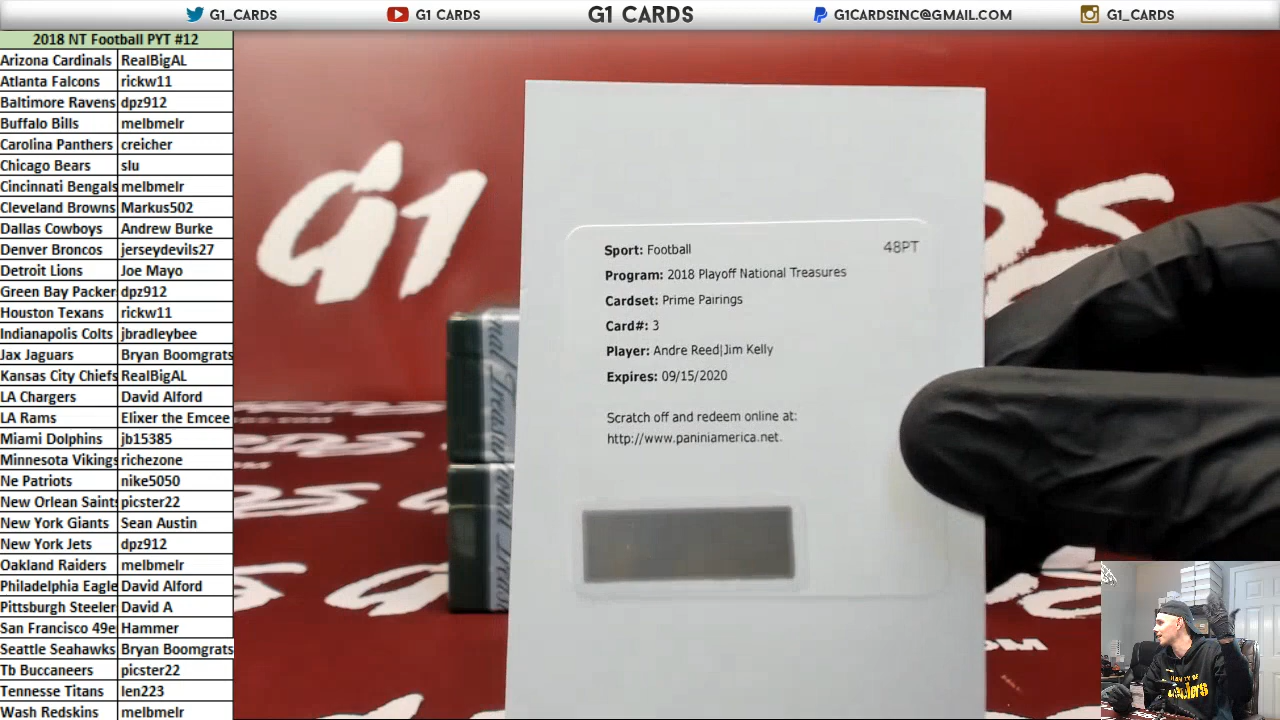 G1_CARDS G1 CARDS G1 CARDS G1CARDSINC@GMAIL.COM G1_CARDS
2018 NT Football PYT #12
Arizona Cardinals RealBigAL
Atlanta Falcons rickw11
Baltimore Ravens dpz912
Buffalo Bills melbmelr
Carolina Panthers creicher
Chicago Bears slu
Cincinnati Bengals melbmelr
Cleveland Browns Markus502
Dallas Cowboys Andrew Burke
Denver Broncos jerseydevils27
Detroit Lions Joe Mayo
Green Bay Packer dpz912
Houston Texans rickw11
Indianapolis Colts jbradleybee
Jax Jaguars Bryan Boomgrats
Kansas City Chiefs RealBigAL
LA Chargers David Alford
LA Rams Elixer the Emcee
Miami Dolphins jb15385
Minnesota Vikings richezone
Ne Patriots nike5050
New Orlean Saints picster22
New York Giants Sean Austin
New York Jets dpz912
Oakland Raiders melbmelr
Philadelphia Eagle David Alford
Pittsburgh Steeler David A
San Francisco 49e Hammer
Seattle Seahawks Bryan Boomgrats
Tb Buccaneers picster22
Tennesse Titans len223
Wash Redskins melbmelr
G1
Sport: Football 48PT
Program: 2018 Playoff National Treasures
Cardset: Prime Pairings
Card#: 3
Player: Andre Reed|Jim Kelly
Expires: 09/15/2020
Scratch off and redeem online at:
http://www.paniniamerica.net.